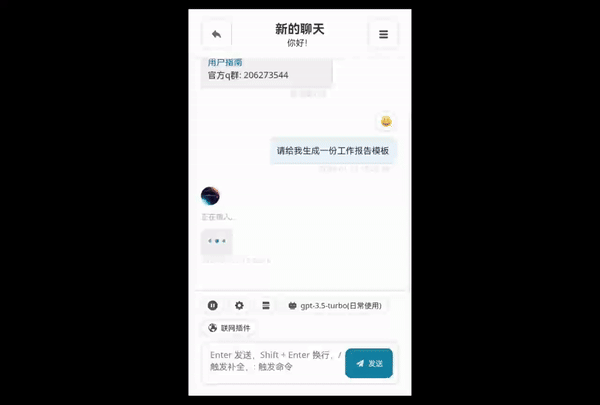 新的聊天
你好!
用户指南
官方q群: 206273544
请给我生成一份工作报告模板
正在输入...
gpt-3.5-turbo(日常使用)
联网插件
Enter 发送，Shift + Enter 换行，/
触发补全，: 触发命令
发送